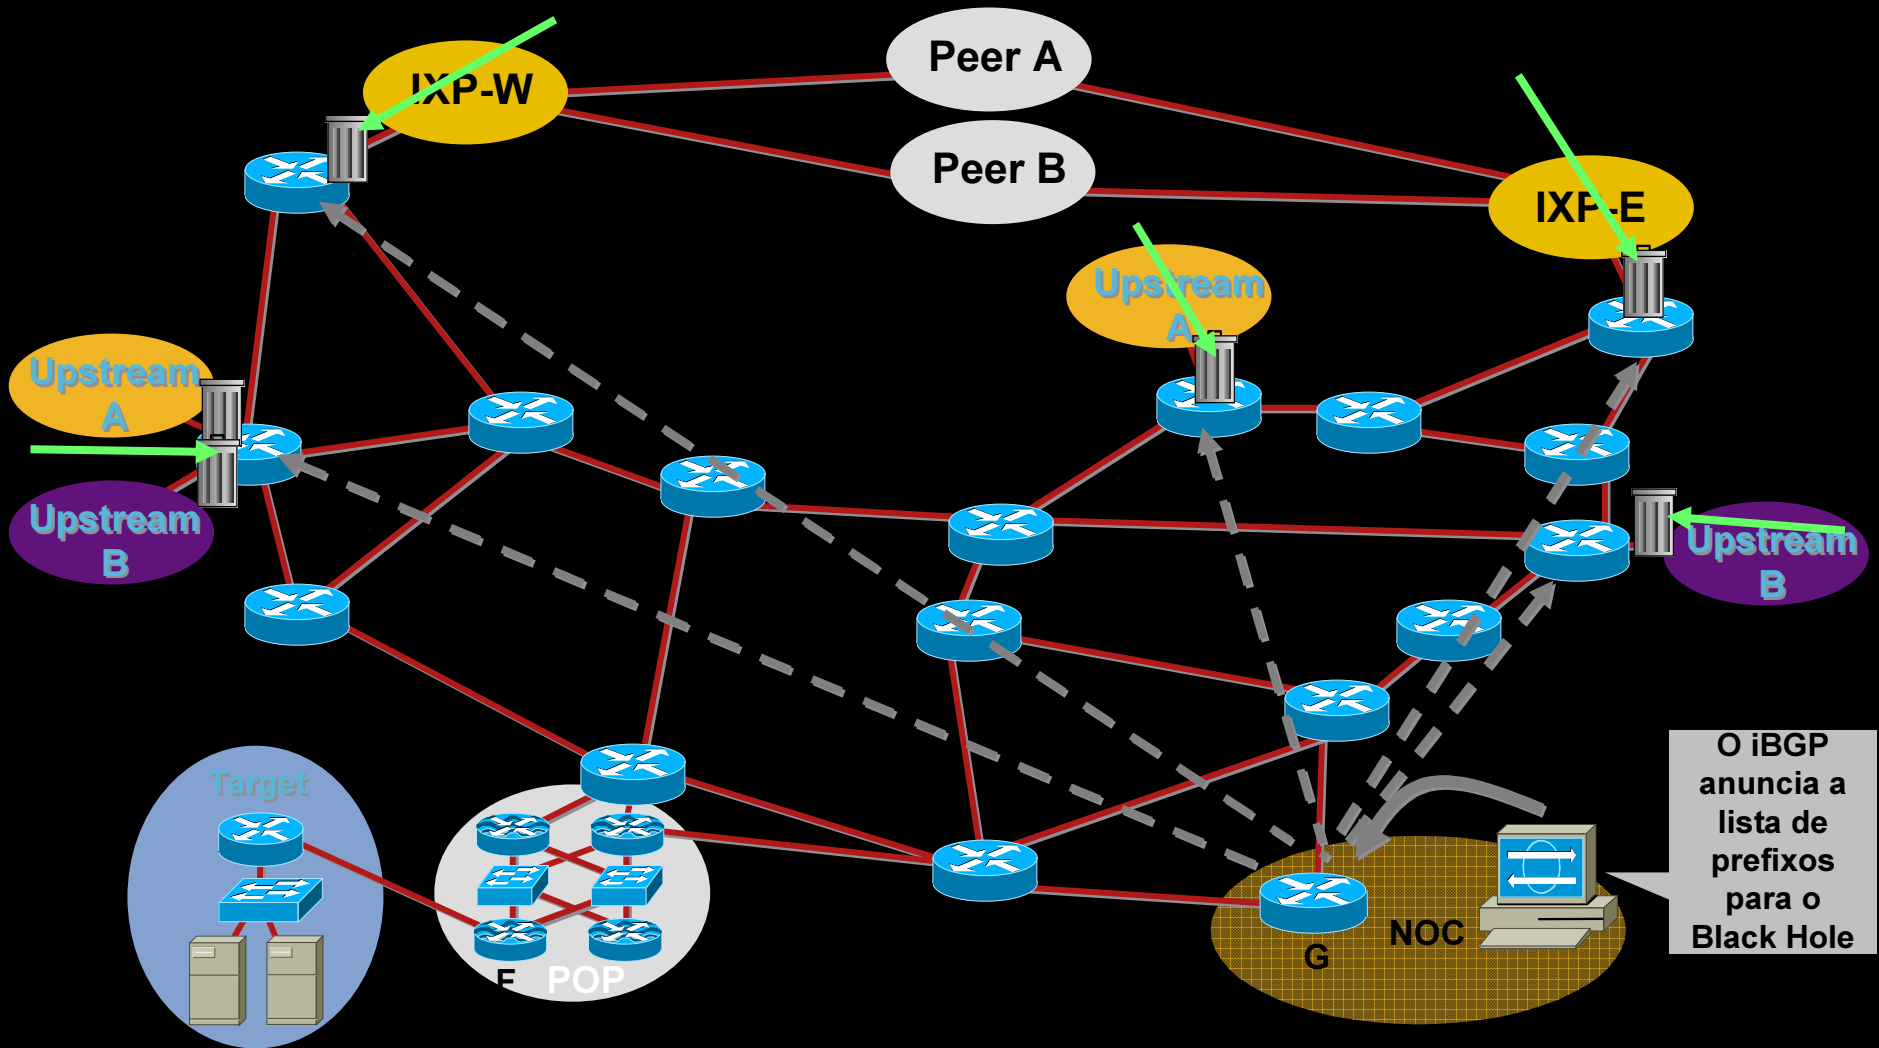 Peer A
IXP-W
Peer B
IXP-E
Upstream
A
Upstream
A
Upstream
B
Upstream
B
Target
O iBGP
anuncia a
lista de
prefixos
para o
Black Hole
NOC
G
F POP